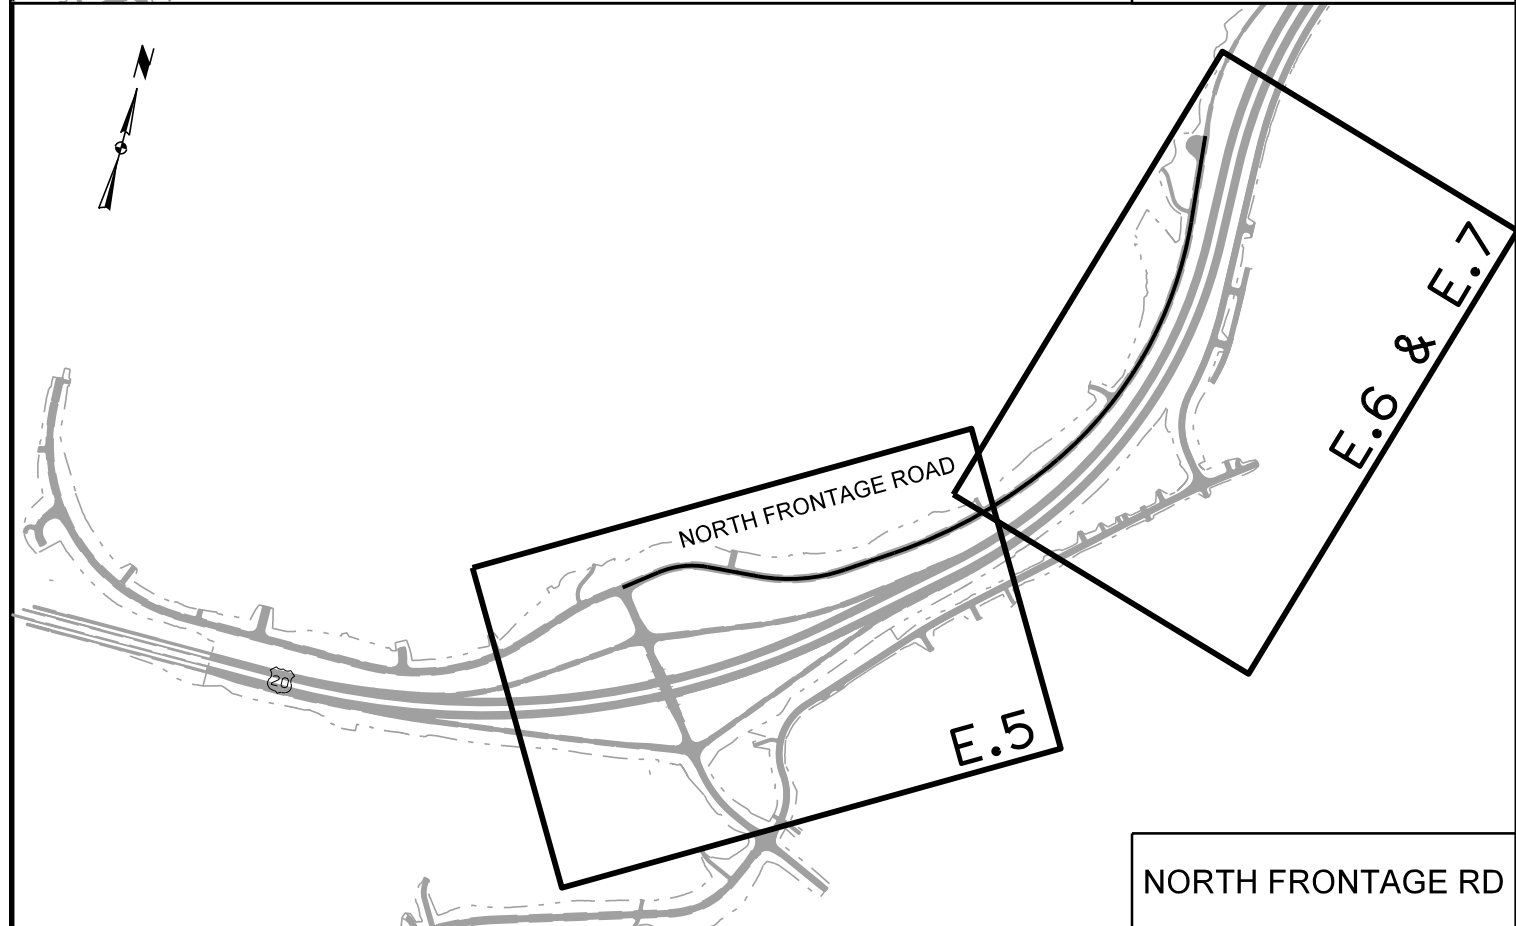 N
E.6 & E.7
NORTH FRONTAGE ROAD
20
E.5
NORTH FRONTAGE RD